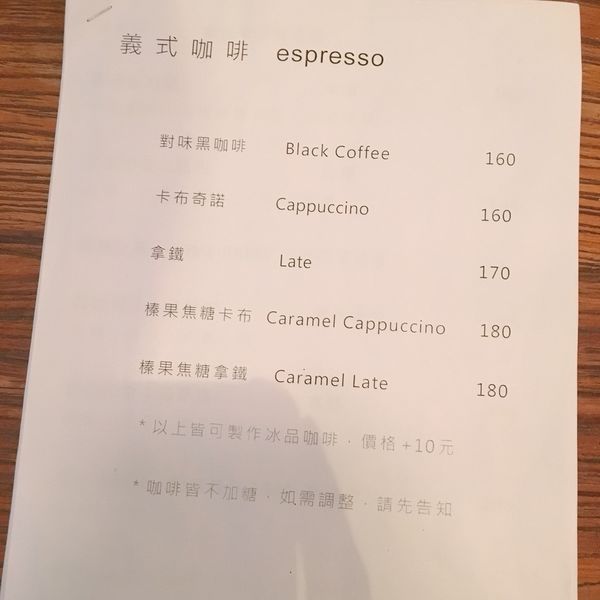 義式咖啡 espresso
對味黑咖啡 Black Coffee 160
卡布奇諾 Cappuccino 160
拿鐵 Late 170
榛果焦糖卡布 Caramel Cappuccino 180
榛果焦糖拿鐵 Caramel Late 180
*以上皆可製作冰品咖啡，價格+10元
*咖啡皆不加糖，如需調整，請先告知